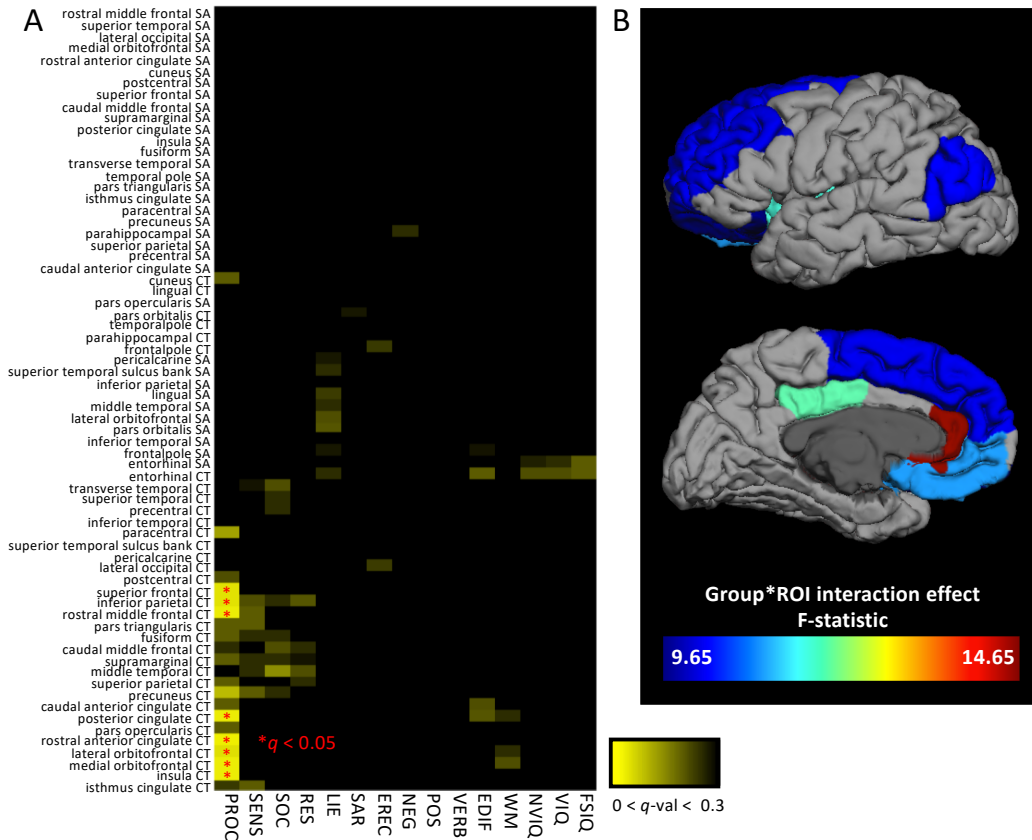 A
rostral middle frontal SA
superior temporal SA
lateral occipital SA
medial orbitofrontal SA
rostral anterior cingulate SA
cuneus SA
postcentral SA
superior frontal SA
caudal middle frontal SA
supramarginal SA
posterior cingulate SA
insula SA
fusiform SA
transverse temporal SA
temporal pole SA
pars triangularis SA
isthmus cingulate SA
paracentral SA
precuneus SA
parahippocampal SA
superior parietal SA
precentral SA
caudal anterior cingulate SA
cuneus CT
lingual CT
pars opercularis SA
pars orbitalis CT
temporalpole CT
parahippocampal CT
frontalpole CT
pericalcarine SA
superior temporal sulcus bank SA
inferior parietal SA
lingual SA
middle temporal SA
lateral orbitofrontal SA
pars orbitalis SA
inferior temporal SA
frontalpole SA
entorhinal SA
entorhinal CT
transverse temporal CT
superior temporal CT
precentral CT
inferior temporal CT
paracentral CT
superior temporal sulcus bank CT
pericalcarine CT
lateral occipital CT
postcentral CT
superior frontal CT *
inferior parietal CT *
rostral middle frontal CT *
pars triangularis CT
fusiform CT
caudal middle frontal CT
supramarginal CT
middle temporal CT
superior parietal CT
precuneus CT
caudal anterior cingulate CT
posterior cingulate CT *
pars opercularis CT
rostral anterior cingulate CT * *q < 0.05
lateral orbitofrontal CT *
medial orbitofrontal CT *
insula CT *
isthmus cingulate CT
PROC SENS SOC RES LIE SAR EREC NEG POS VERB EDIF WM NVIQ VIQ FSIQ
0 < q-val < 0.3
B
Group*ROI interaction effect
F-statistic
9.65 14.65